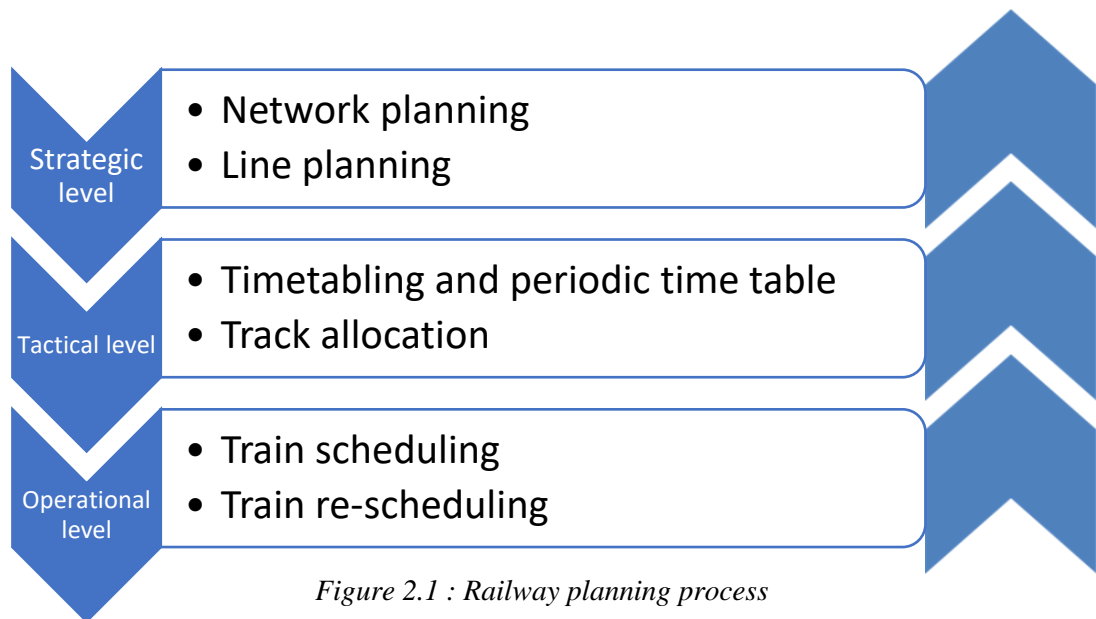 Strategic
level
• Network planning
• Line planning
Tactical level
• Timetabling and periodic time table
• Track allocation
Operational
level
• Train scheduling
• Train re-scheduling
Figure 2.1 : Railway planning process